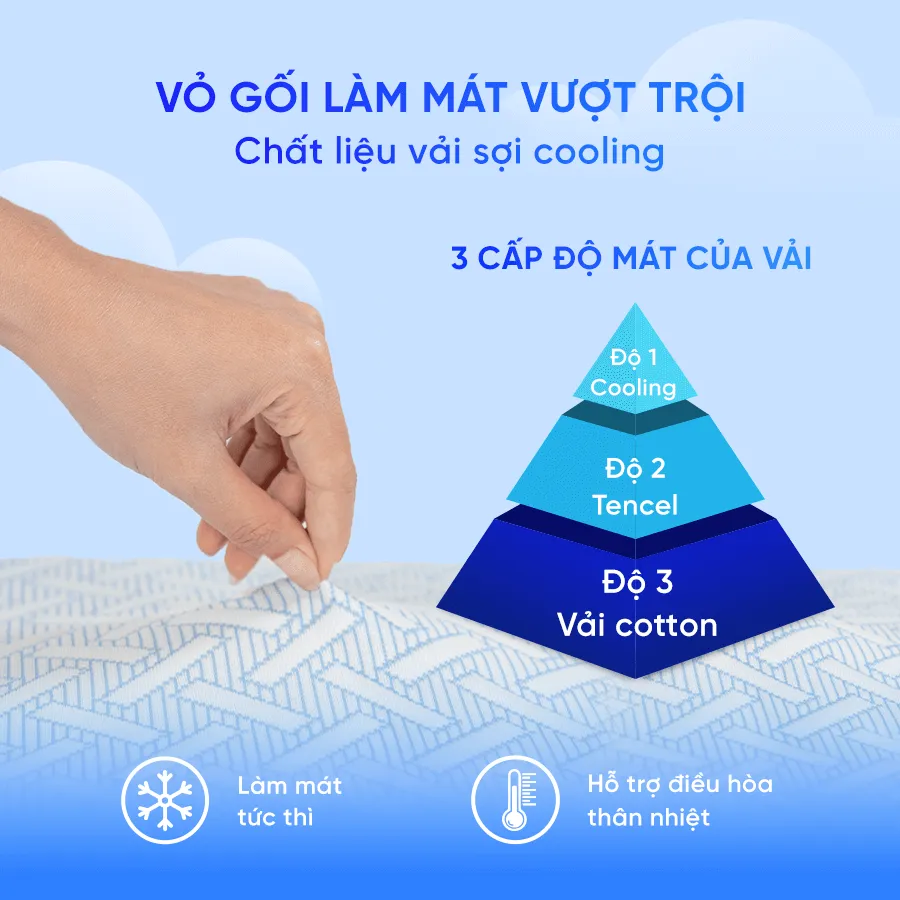 VỎ GỐI LÀM MÁT VƯỢT TRỘI
Chất liệu vải sợi cooling
3 CẤP ĐỘ MÁT CỦA VẢI
Độ 1
Cooling
Độ 2
Tencel
Độ 3
Vải cotton
Làm mát
tức thì
Hỗ trợ điều hòa
thân nhiệt